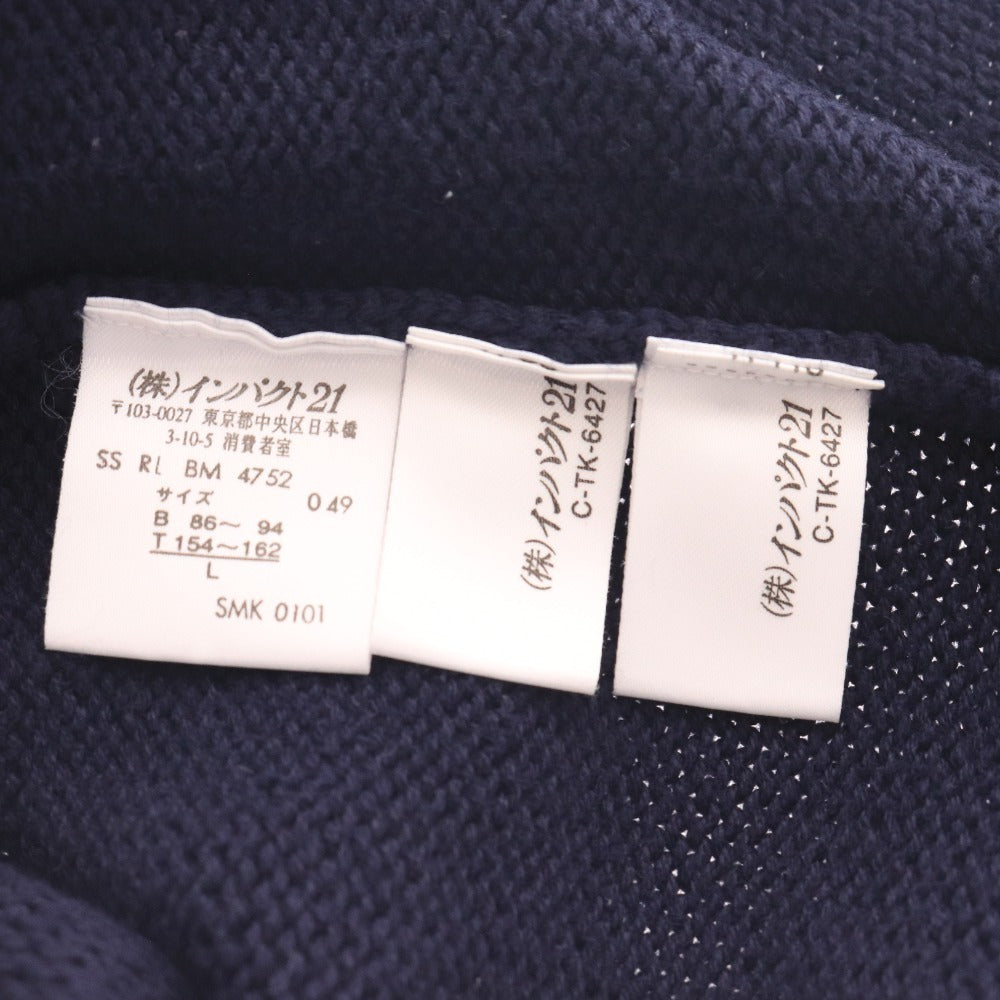 (株)インパクト21
〒103-0027 東京都中央区日本橋
3-10-5 消費者室
SS RL BM 4752
サイズ 049
B 86～ 94
T 154～162
L
SMK 0101
(株)インパクト21
C-TK-6427
(株)インパクト21
C-TK-6427